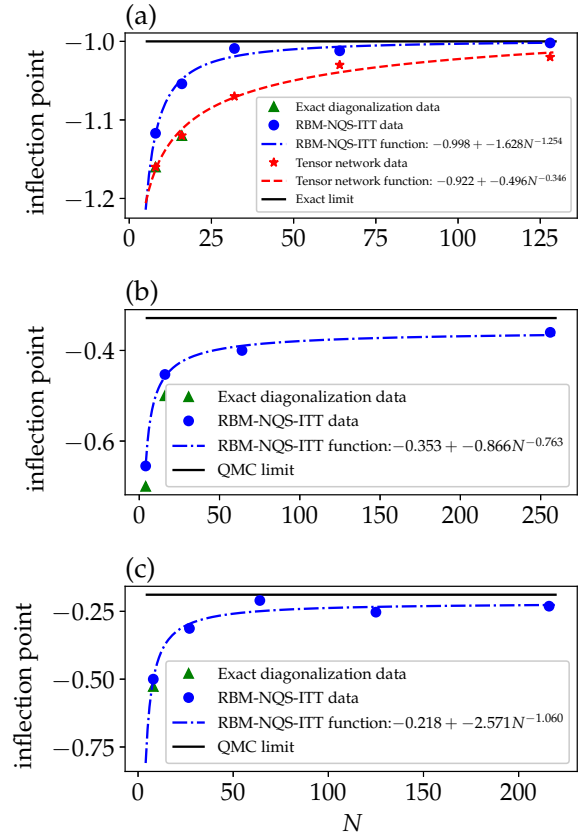 (a)
inflection point
−1.0
−1.1
−1.2
Exact diagonalization data
RBM-NQS-ITT data
RBM-NQS-ITT function: −0.998 + −1.628N^{−1.254}
Tensor network data
Tensor network function: −0.922 + −0.496N^{−0.346}
Exact limit
0 25 50 75 100 125
(b)
inflection point
−0.4
−0.6
Exact diagonalization data
RBM-NQS-ITT data
RBM-NQS-ITT function:−0.353 + −0.866N^{−0.763}
QMC limit
0 50 100 150 200 250
(c)
inflection point
−0.25
−0.50
−0.75
Exact diagonalization data
RBM-NQS-ITT data
RBM-NQS-ITT function:−0.218 + −2.571N^{−1.060}
QMC limit
0 50 100 150 200
N